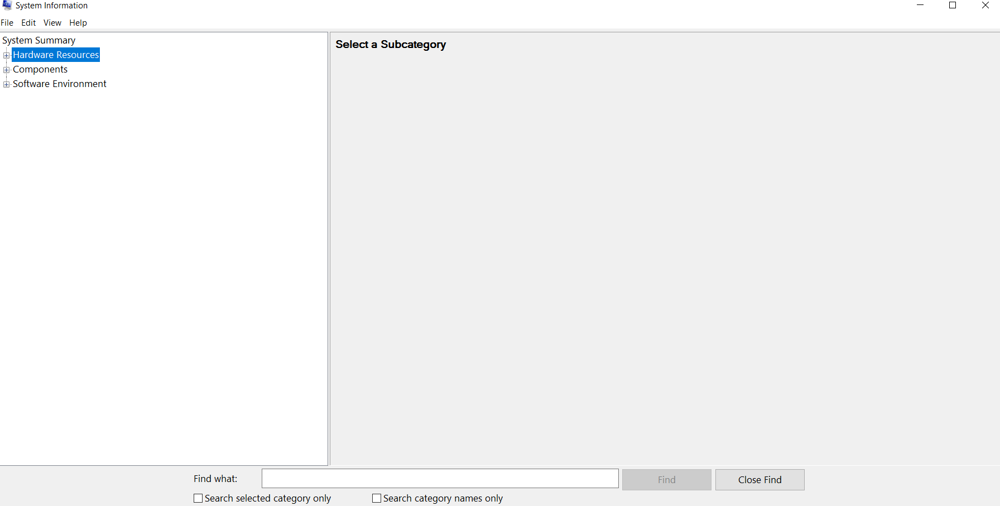 System Information
File Edit View Help
System Summary
Hardware Resources
Components
Software Environment
Select a Subcategory
Find what:
Find
Close Find
Search selected category only
Search category names only